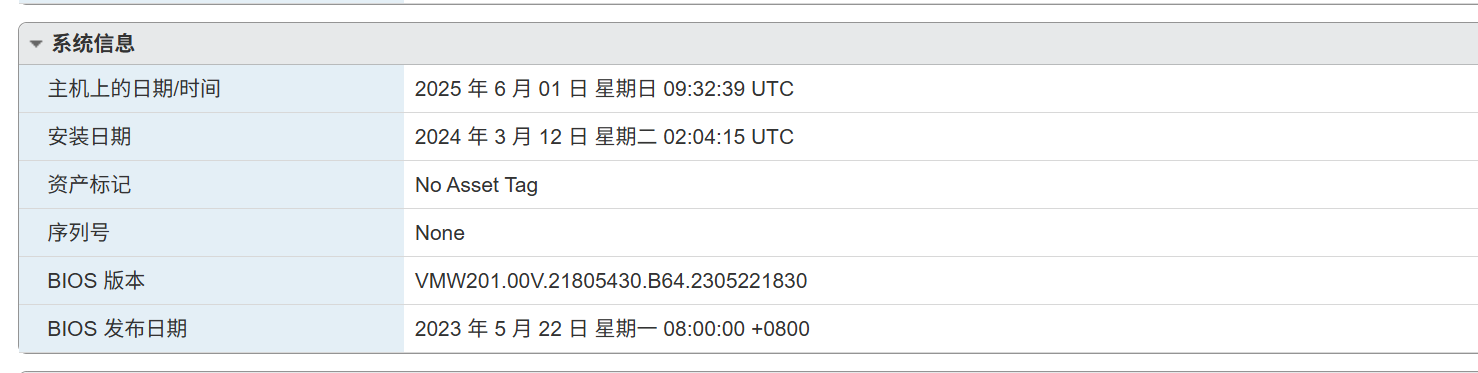 系统信息
主机上的日期/时间 2025 年 6 月 01 日 星期日 09:32:39 UTC
安装日期 2024 年 3 月 12 日 星期二 02:04:15 UTC
资产标记 No Asset Tag
序列号 None
BIOS 版本 VMW201.00V.21805430.B64.2305221830
BIOS 发布日期 2023 年 5 月 22 日 星期一 08:00:00 +0800